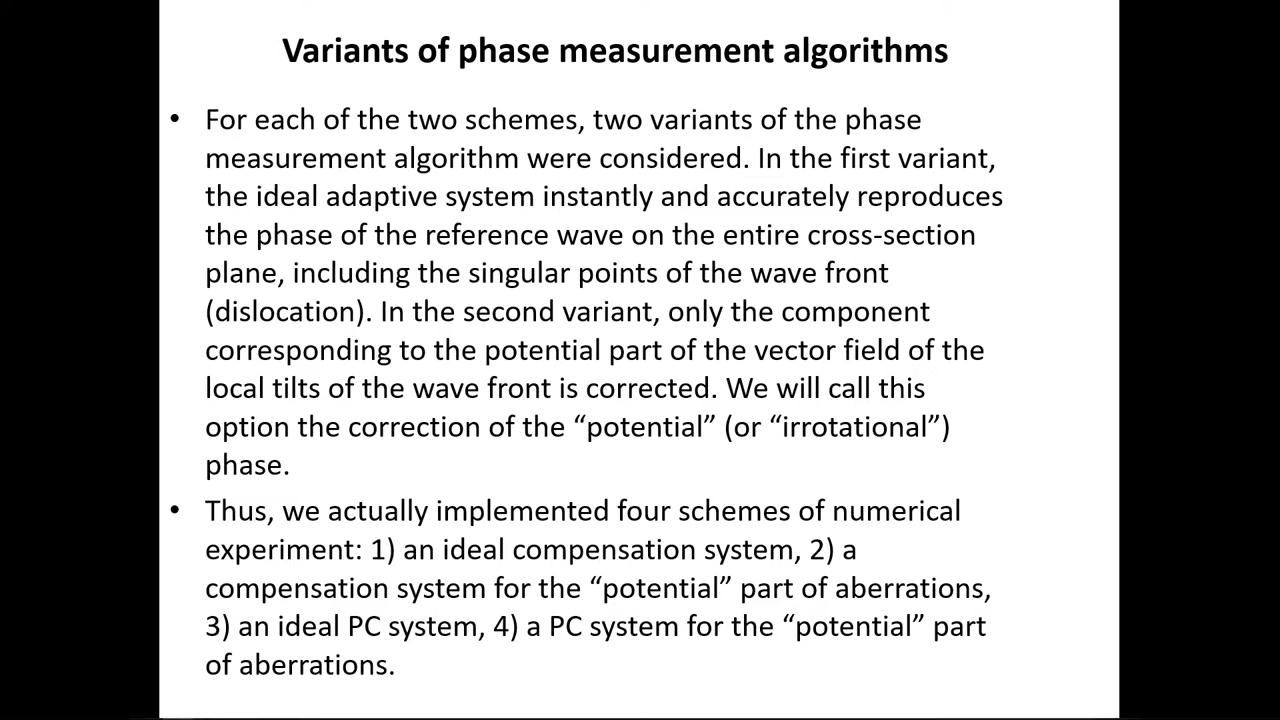 Variants of phase measurement algorithms
• For each of the two schemes, two variants of the phase
measurement algorithm were considered. In the first variant,
the ideal adaptive system instantly and accurately reproduces
the phase of the reference wave on the entire cross-section
plane, including the singular points of the wave front
(dislocation). In the second variant, only the component
corresponding to the potential part of the vector field of the
local tilts of the wave front is corrected. We will call this
option the correction of the “potential” (or “irrotational”)
phase.
• Thus, we actually implemented four schemes of numerical
experiment: 1) an ideal compensation system, 2) a
compensation system for the “potential” part of aberrations,
3) an ideal PC system, 4) a PC system for the “potential” part
of aberrations.